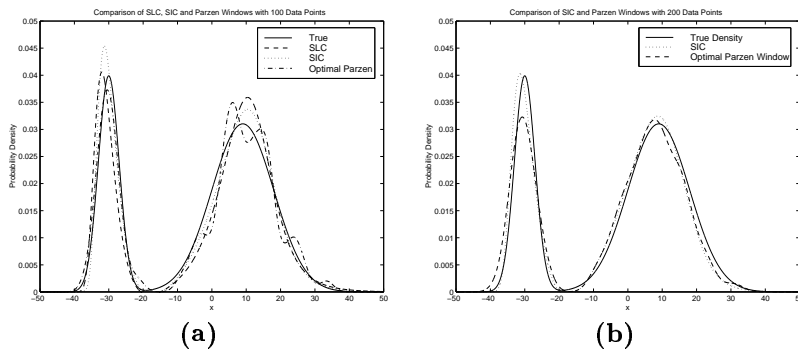 Comparison of SLC, SIC and Parzen Windows with 100 Data Points
0.05
0.045
0.04
0.035
0.03
0.025
0.02
0.015
0.01
0.005
0
Probability Density
True
SLC
SIC
Optimal Parzen
−50 −40 −30 −20 −10 0 10 20 30 40 50
x
(a)
Comparison of SIC and Parzen Windows with 200 Data Points
0.05
0.045
0.04
0.035
0.03
0.025
0.02
0.015
0.01
0.005
0
Probability Density
True Density
SIC
Optimal Parzen Window
−50 −40 −30 −20 −10 0 10 20 30 40 50
x
(b)